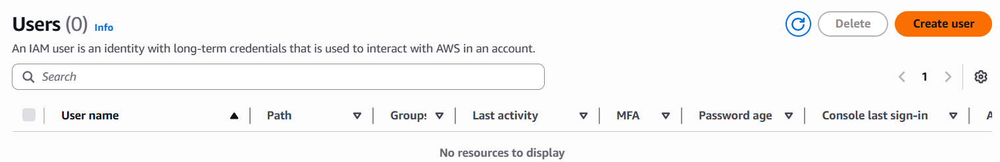 Users (0) Info
Delete
Create user
An IAM user is an identity with long-term credentials that is used to interact with AWS in an account.
Search
1
User name Path Groups Last activity MFA Password age Console last sign-in A
No resources to display